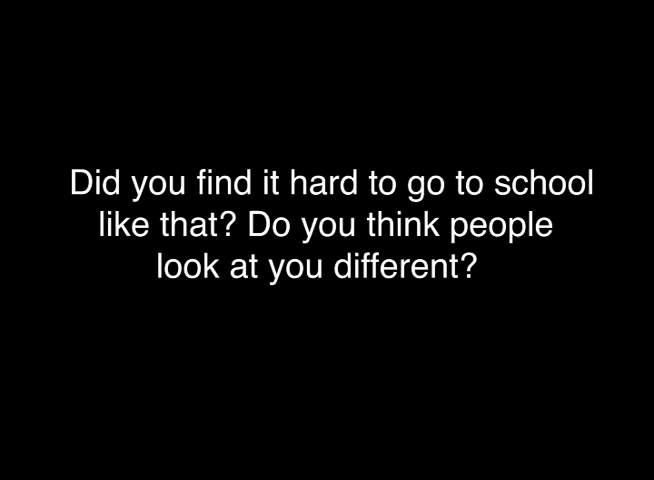 Did you find it hard to go to school
like that? Do you think people
look at you different?